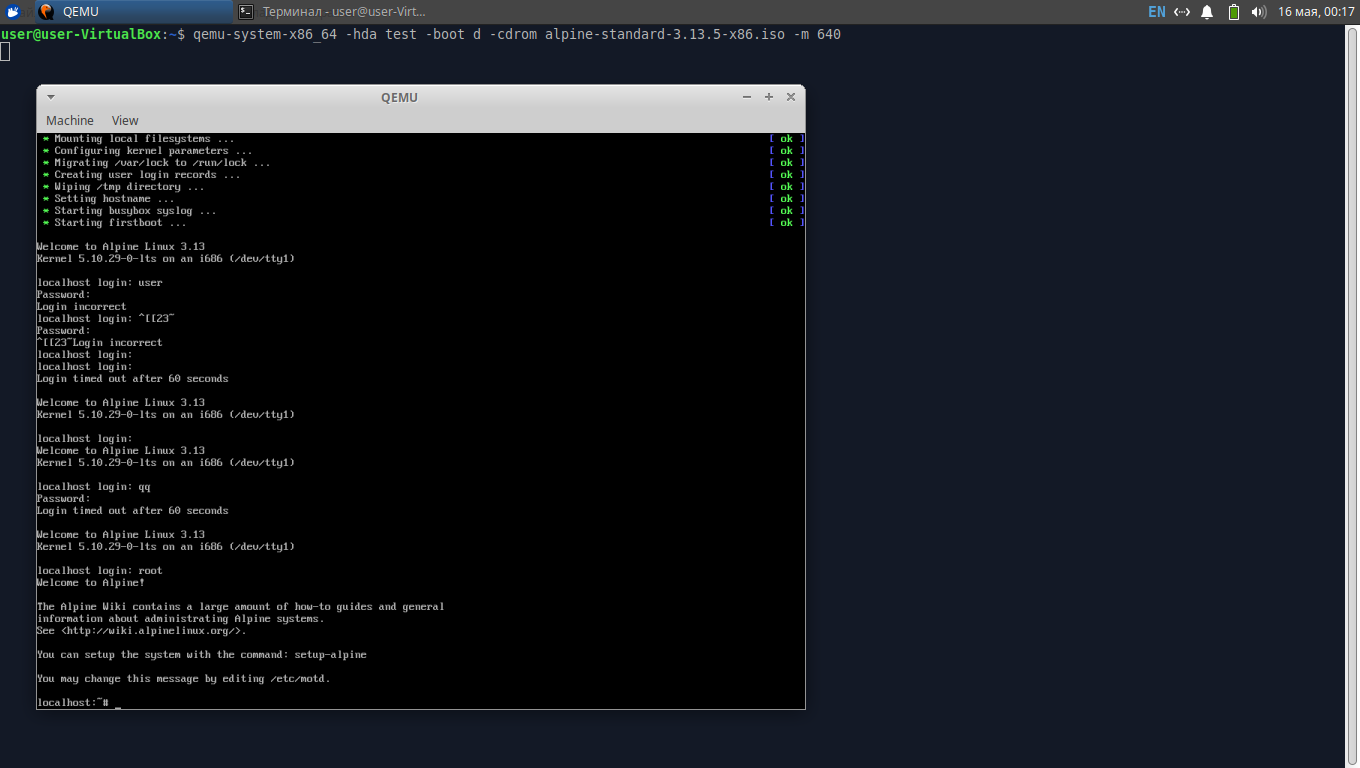 QEMU
Терминал - user@user-Virt...
EN
16 мая, 00:17
user@user-VirtualBox:~$ qemu-system-x86_64 -hda test -boot d -cdrom alpine-standard-3.13.5-x86.iso -m 640
QEMU
Machine View
* Mounting local filesystems ... [ ok ]
* Configuring kernel parameters ... [ ok ]
* Migrating /var/lock to /run/lock ... [ ok ]
* Creating user login records ... [ ok ]
* Wiping /tmp directory ... [ ok ]
* Setting hostname ... [ ok ]
* Starting busybox syslog ... [ ok ]
* Starting firstboot ... [ ok ]
Welcome to Alpine Linux 3.13
Kernel 5.10.29-0-lts on an i686 (/dev/tty1)
localhost login: user
Password:
Login incorrect
localhost login: ^[[23~
Password:
^[[23~Login incorrect
localhost login:
localhost login:
Login timed out after 60 seconds
Welcome to Alpine Linux 3.13
Kernel 5.10.29-0-lts on an i686 (/dev/tty1)
localhost login:
Welcome to Alpine Linux 3.13
Kernel 5.10.29-0-lts on an i686 (/dev/tty1)
localhost login: qq
Password:
Login timed out after 60 seconds
Welcome to Alpine Linux 3.13
Kernel 5.10.29-0-lts on an i686 (/dev/tty1)
localhost login: root
Welcome to Alpine!
The Alpine Wiki contains a large amount of how-to guides and general
information about administrating Alpine systems.
See <http://wiki.alpinelinux.org/>.
You can setup the system with the command: setup-alpine
You may change this message by editing /etc/motd.
localhost:~# _